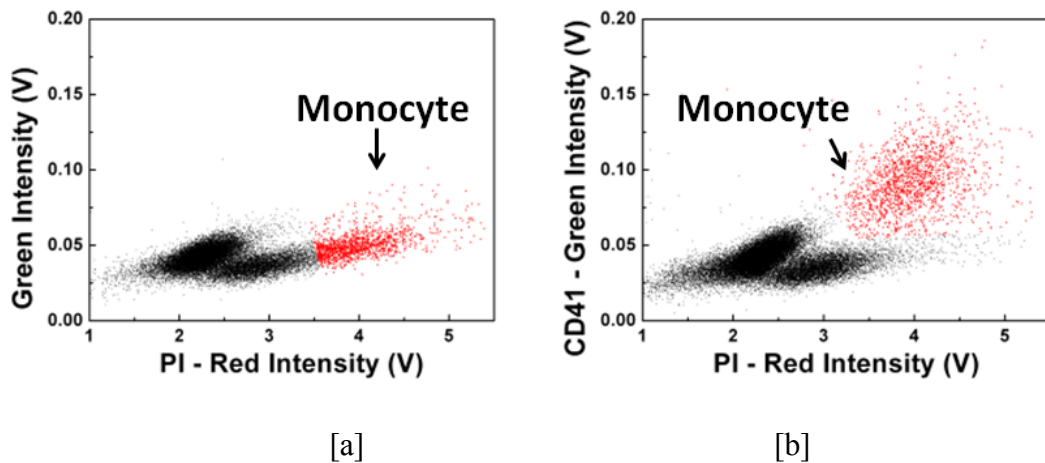 0.20
0.15
0.10
0.05
0.00
Green Intensity (V)
Monocyte
1 2 3 4 5
PI - Red Intensity (V)
[a]
0.20
0.15
0.10
0.05
0.00
CD41 - Green Intensity (V)
Monocyte
1 2 3 4 5
PI - Red Intensity (V)
[b]